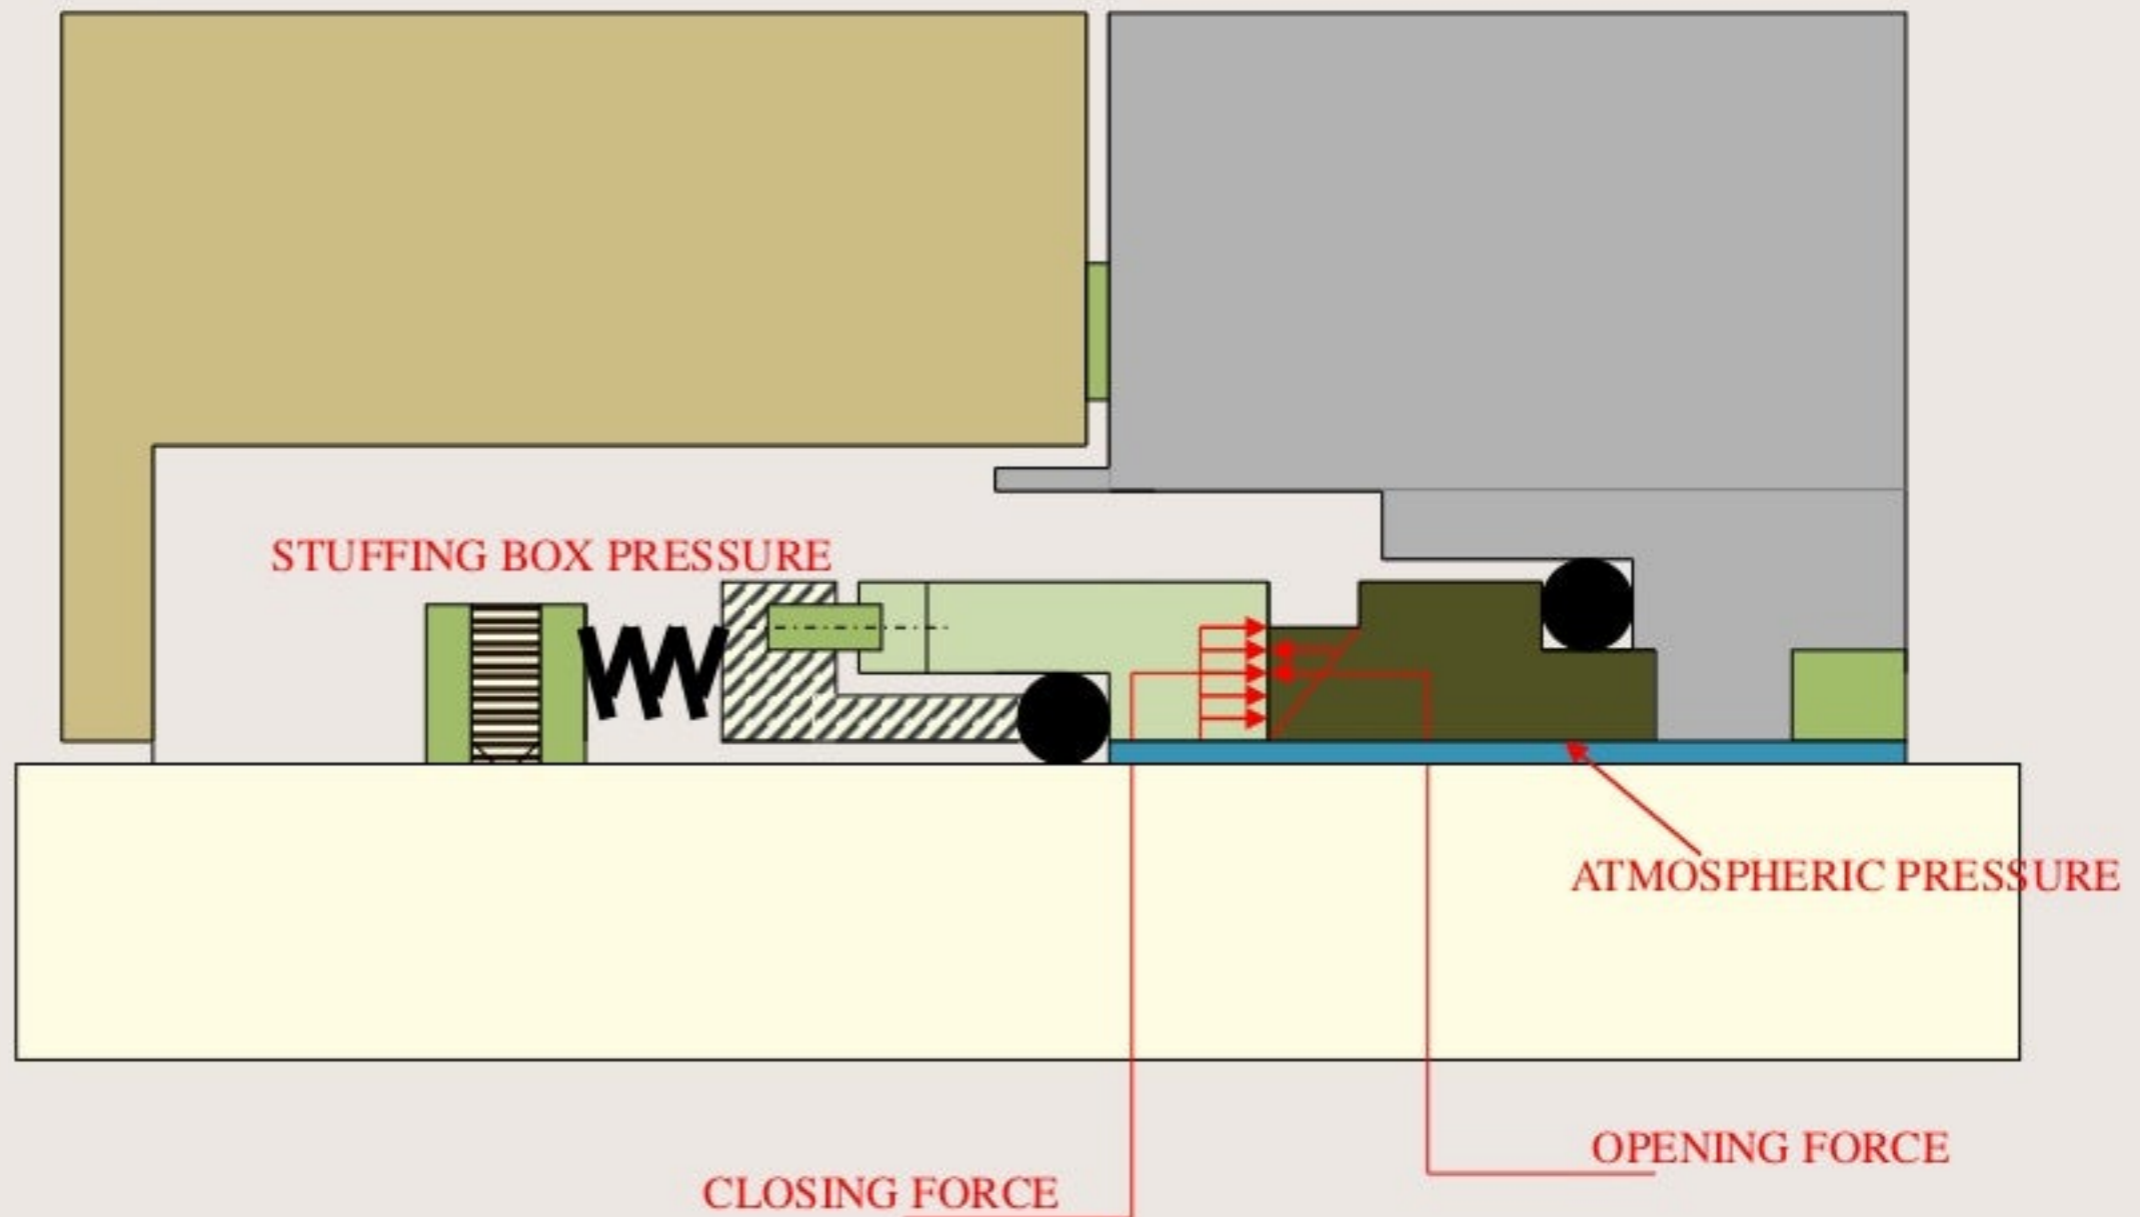 STUFFING BOX PRESSURE
ATMOSPHERIC PRESSURE
OPENING FORCE
CLOSING FORCE